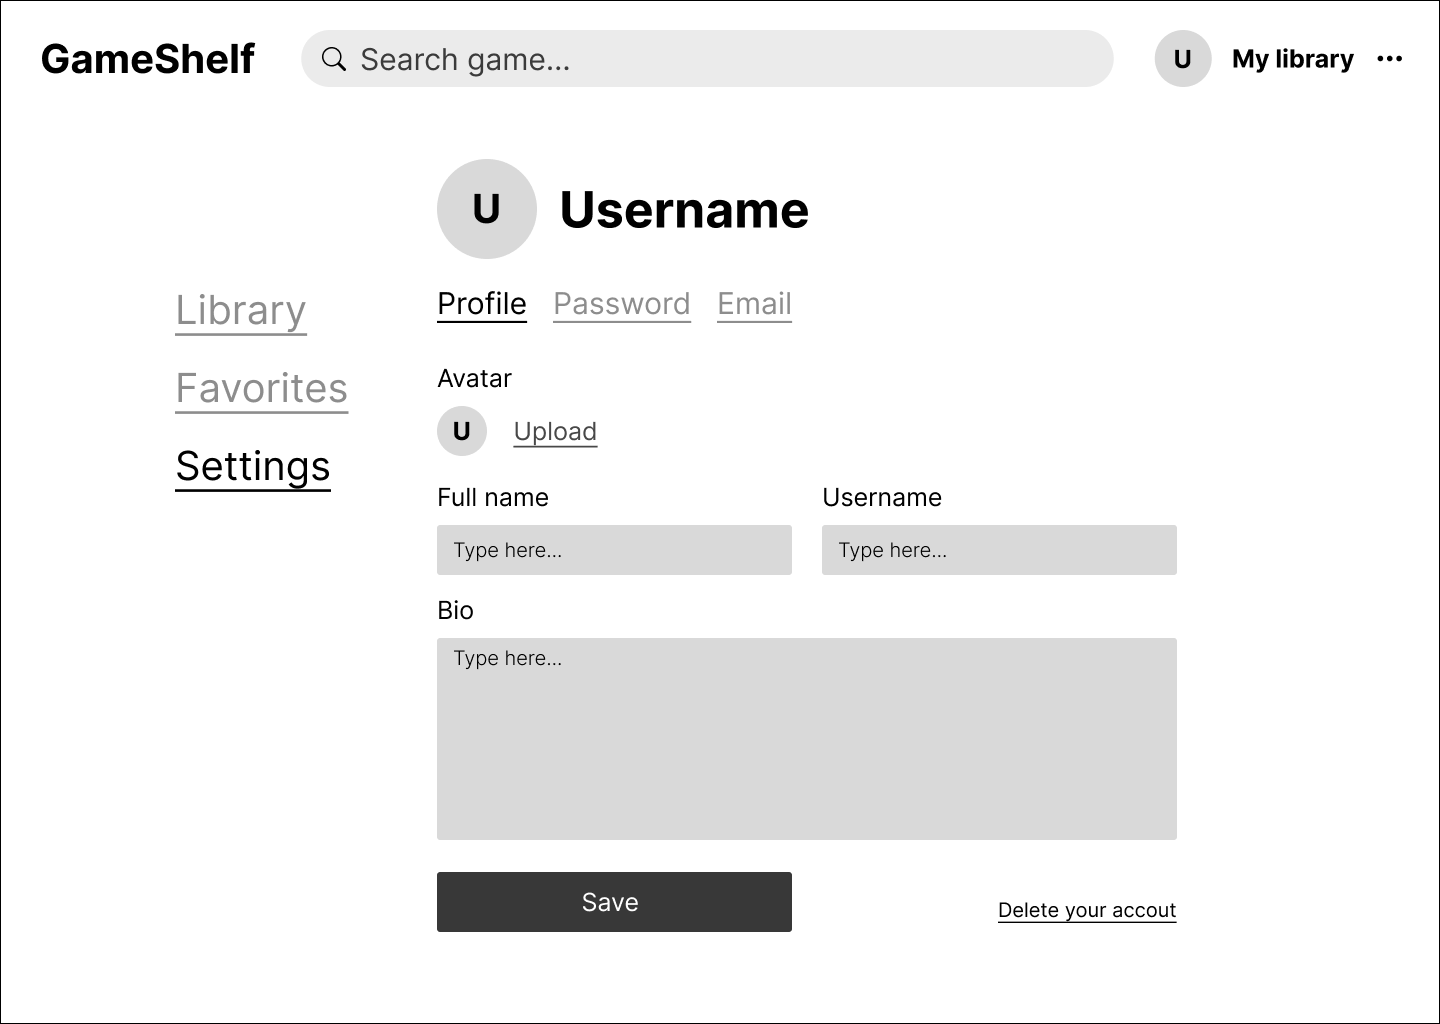 GameShelf
Search game...
U
My library
U
Username
Library
Favorites
Settings
Profile Password Email
Avatar
U
Upload
Full name
Username
Type here...
Type here...
Bio
Type here...
Save
Delete your accout